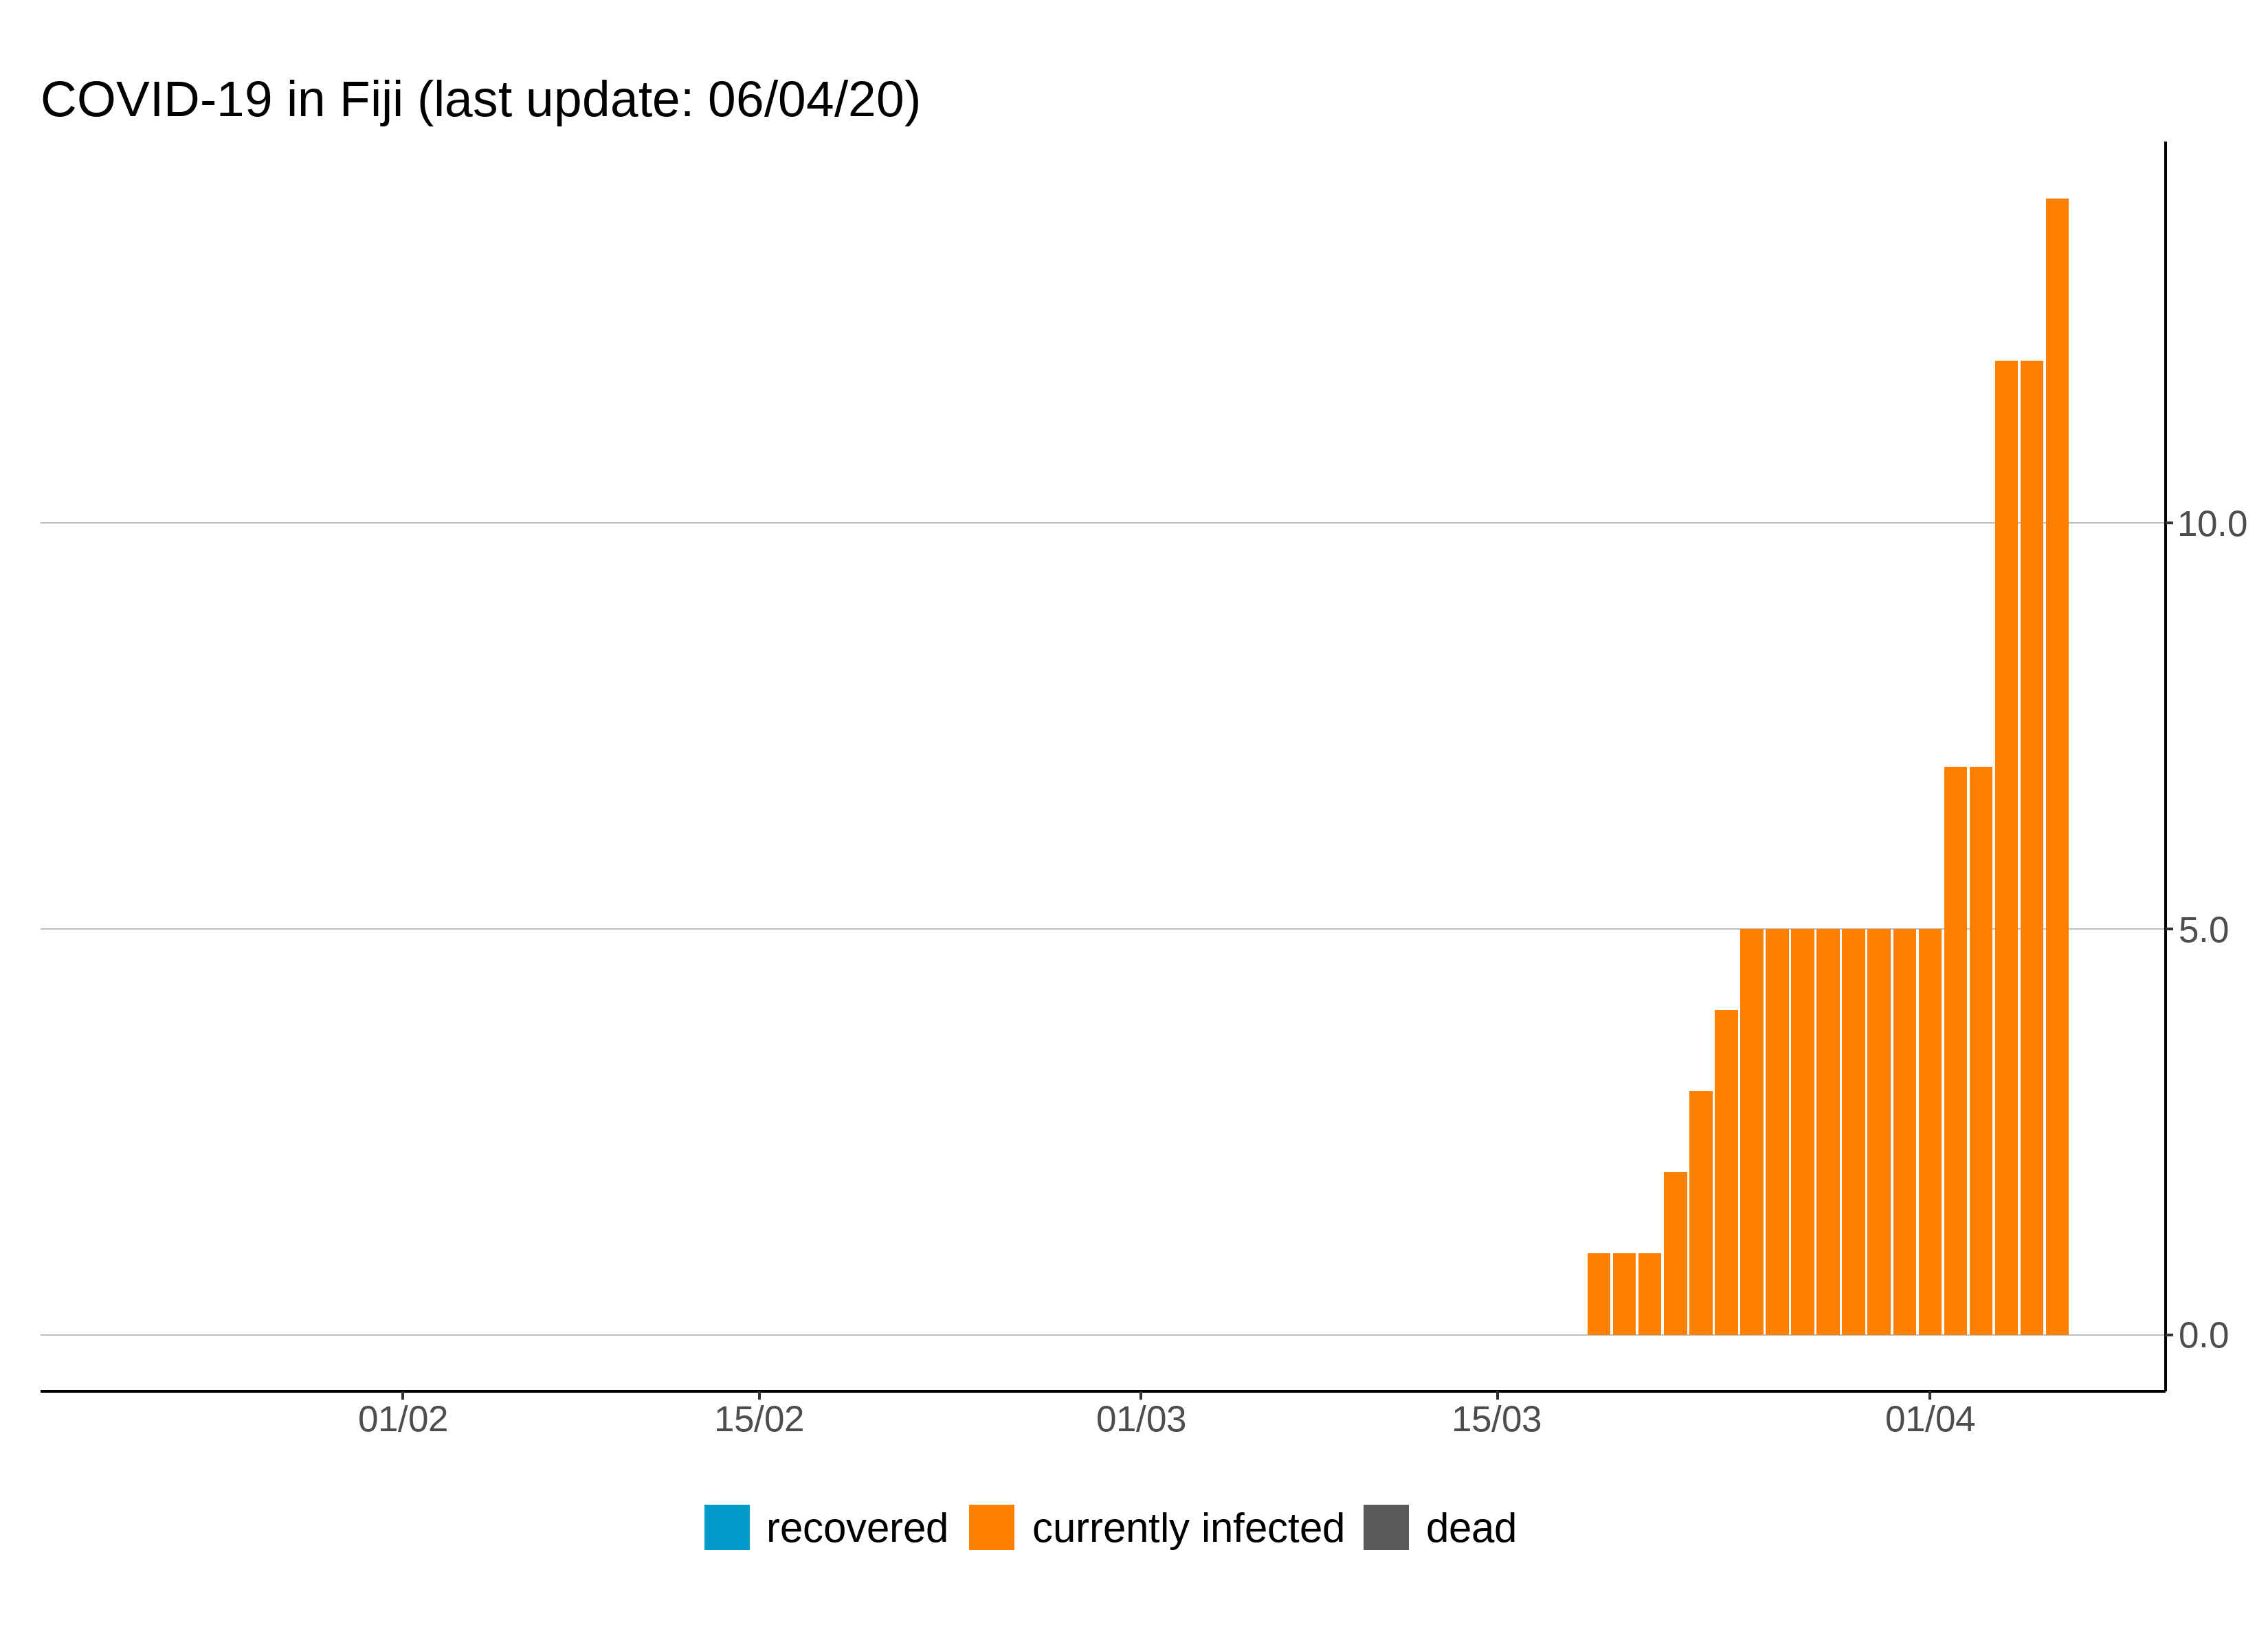 COVID-19 in Fiji (last update: 06/04/20)
10.0
5.0
0.0
01/02 15/02 01/03 15/03 01/04
recovered currently infected dead